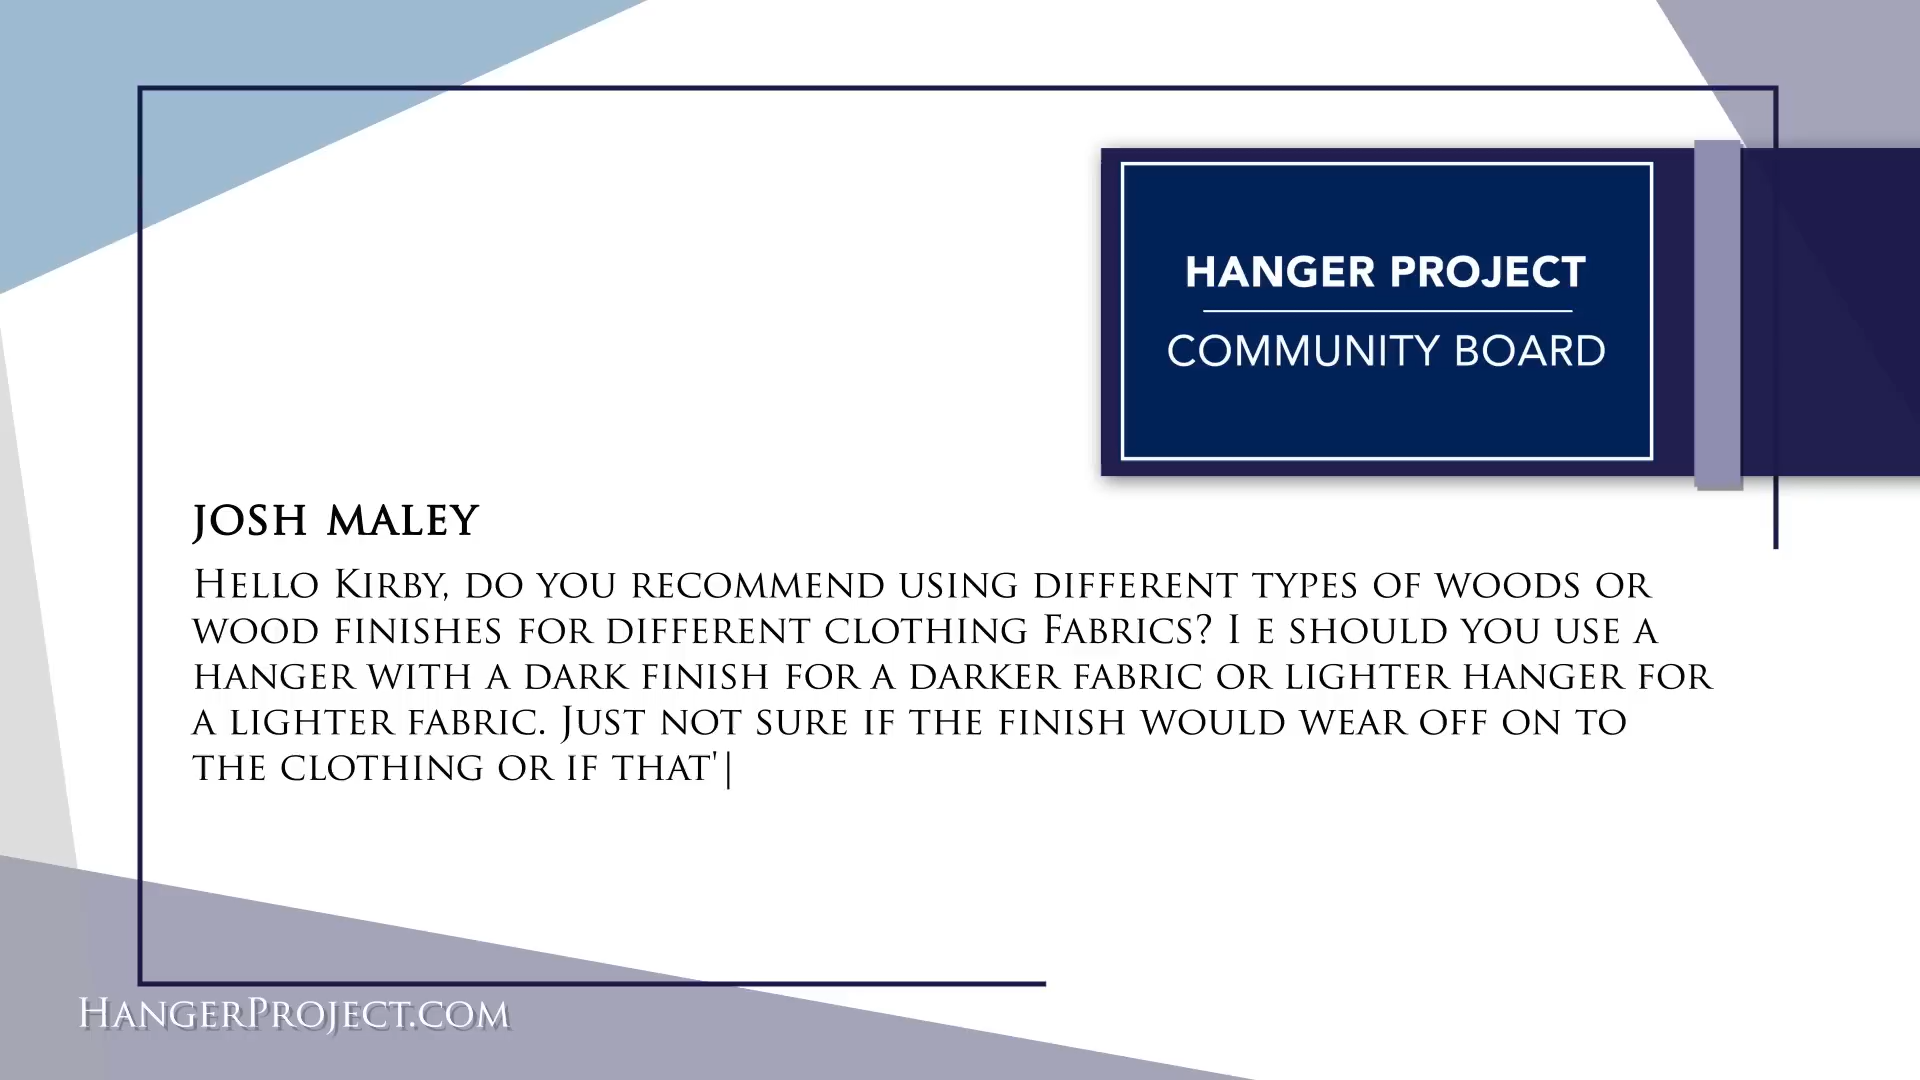 HANGER PROJECT
COMMUNITY BOARD
JOSH MALEY
HELLO KIRBY, DO YOU RECOMMEND USING DIFFERENT TYPES OF WOODS OR
WOOD FINISHES FOR DIFFERENT CLOTHING FABRICS? I E SHOULD YOU USE A
HANGER WITH A DARK FINISH FOR A DARKER FABRIC OR LIGHTER HANGER FOR
A LIGHTER FABRIC. JUST NOT SURE IF THE FINISH WOULD WEAR OFF ON TO
THE CLOTHING OR IF THAT'|
HANGERPROJECT.COM